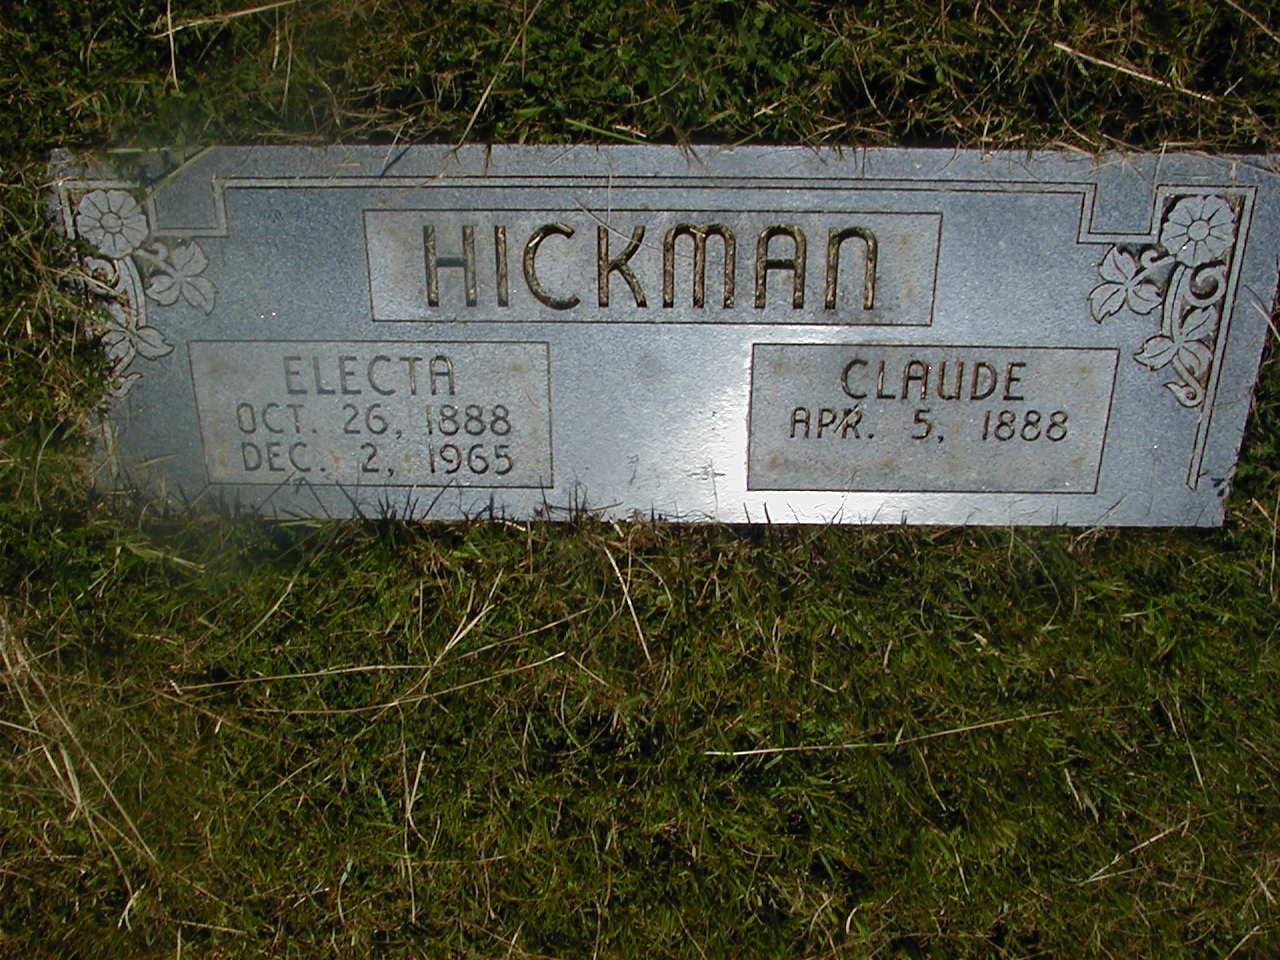 HICKMAN
ELECTA
OCT. 26, 1888
DEC. 2, 1965
CLAUDE
APR. 5, 1888